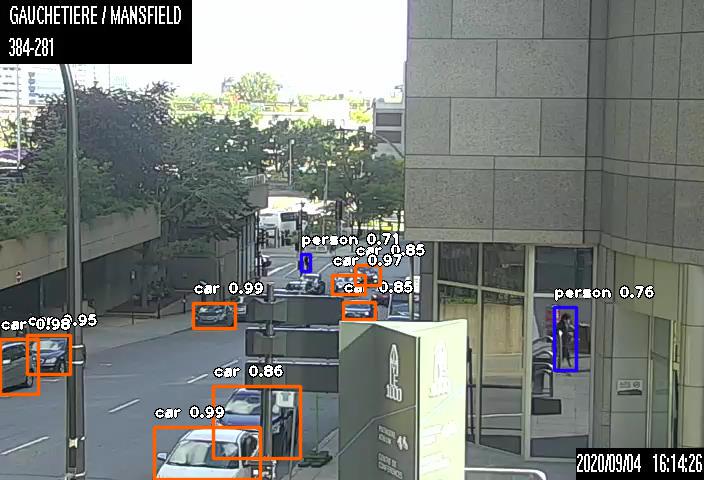 GAUCHETIERE / MANSFIELD
384-281
person 0.71
car 0.85
car 0.97
car 0.99
car 0.85
person 0.76
car 0.98
0.95
car 0.86
car 0.99
1000
1000
2020/09/04 16:14:26